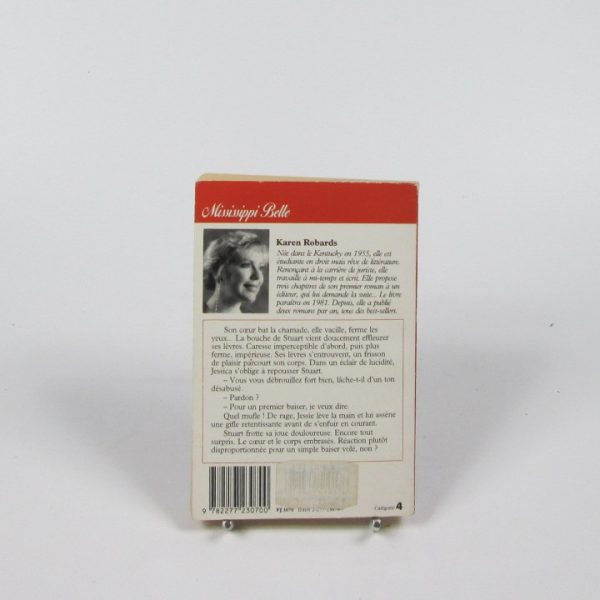 Mississippi Belle
Karen Robards
Née dans le Kentucky en 1955, elle est
étudiante en droit mais rêve de littérature.
Renonçant à la carrière de juriste, elle
travaille à mi-temps et écrit. Elle propose
trois chapitres de son premier roman à un
éditeur, qui lui demande la suite... Le livre
paraîtra en 1981. Depuis, elle a publié
deux romans par an, tous des best-sellers.
Son cœur bat la chamade, elle vacille, ferme les
yeux... La bouche de Stuart vient doucement effleurer
ses lèvres. Caresse imperceptible d'abord, puis plus
ferme, impérieuse. Ses lèvres s'entrouvent, un frisson
de plaisir parcourt son corps. Dans un éclair de lucidité,
Jessica s'oblige à repousser Stuart.
– Vous vous débrouillez fort bien, lâche-t-il d'un ton
désabusé.
– Pardon ?
– Pour un premier baiser, je veux dire.
Quel mufle ! De rage, Jessie lève la main et lui assène
une gifle retentissante avant de s'enfuir en courant.
Stuart frotte sa joue douloureuse. Encore tout
surpris. Le cœur et le corps embrasés. Réaction plutôt
disproportionnée pour un simple baiser volé, non ?
9 782277 230700
Catégorie 4